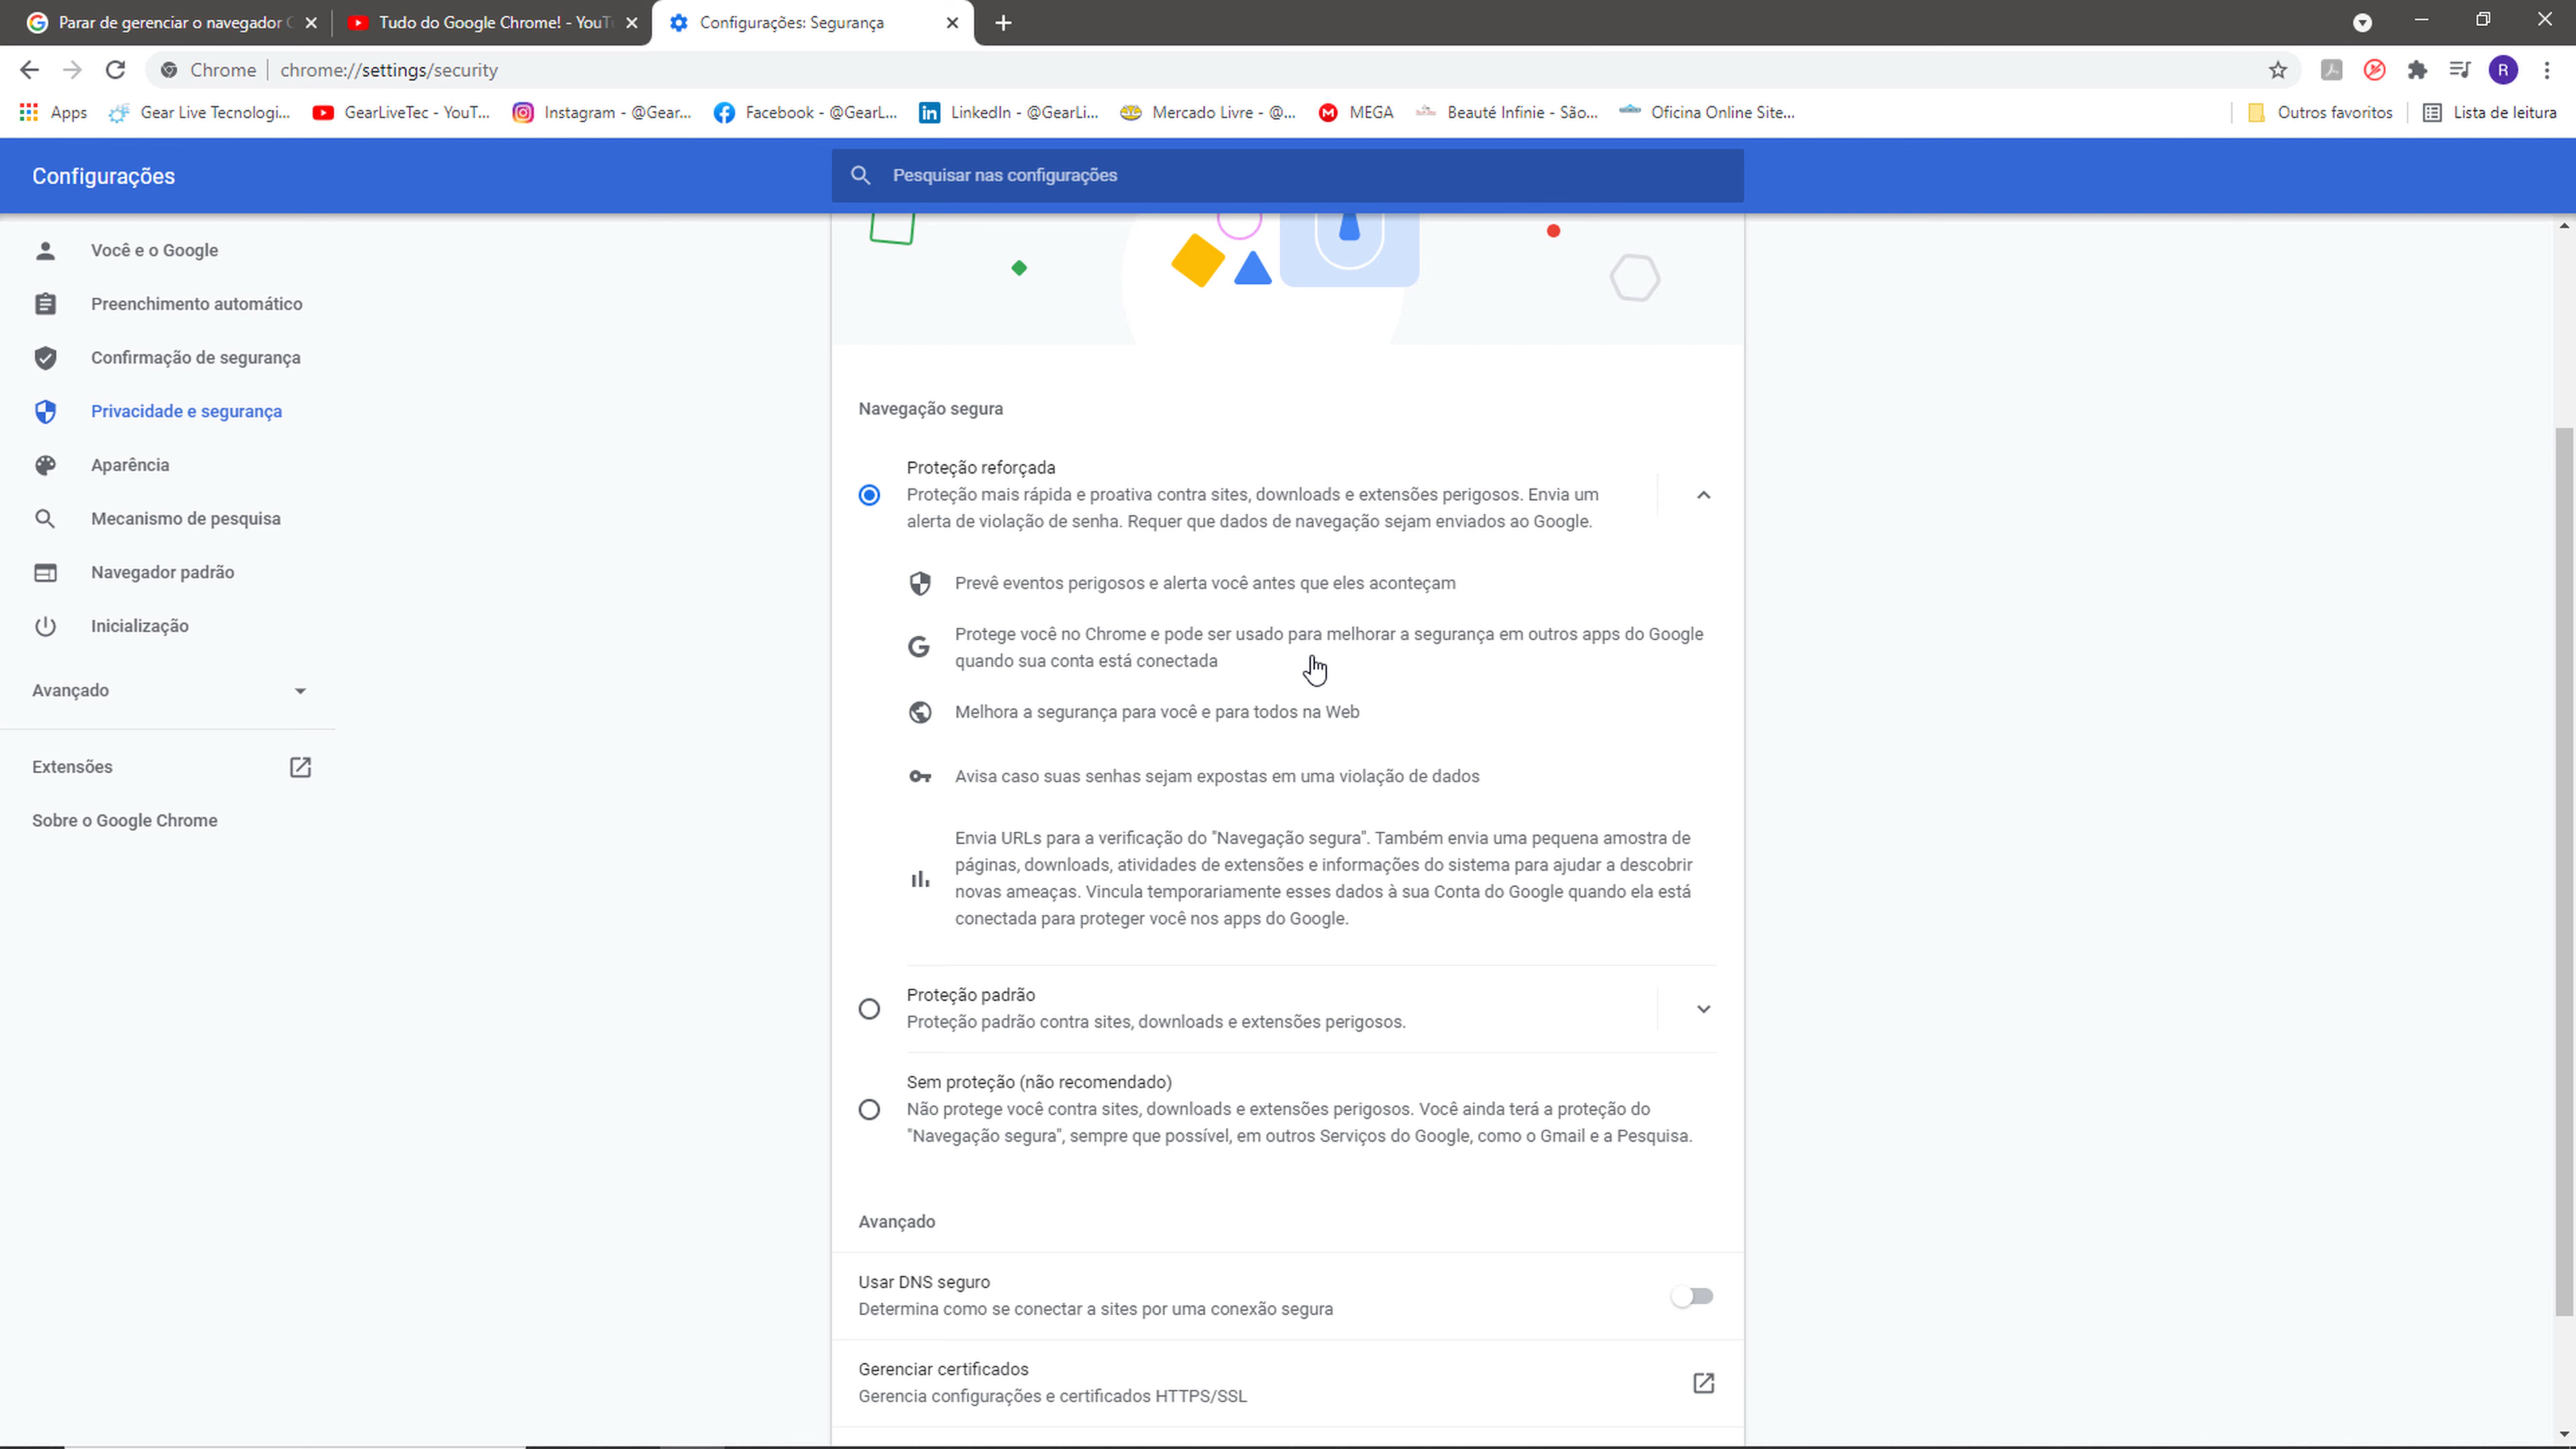 Parar de gerenciar o navegador
Tudo do Google Chrome! - YouT
Configurações: Segurança
Chrome
chrome://settings/security
R
Apps
Gear Live Tecnologi...
GearLiveTec - YouT...
Instagram - @Gear...
Facebook - @GearL...
LinkedIn - @GearLi...
Mercado Livre - @...
MEGA
Beauté Infinie - São...
Oficina Online Site...
Outros favoritos
Lista de leitura
Configurações
Pesquisar nas configurações
Você e o Google
Preenchimento automático
Confirmação de segurança
Privacidade e segurança
Aparência
Mecanismo de pesquisa
Navegador padrão
Inicialização
Avançado
Extensões
Sobre o Google Chrome
Navegação segura
Proteção reforçada
Proteção mais rápida e proativa contra sites, downloads e extensões perigosos. Envia um
alerta de violação de senha. Requer que dados de navegação sejam enviados ao Google.
Prevê eventos perigosos e alerta você antes que eles aconteçam
Protege você no Chrome e pode ser usado para melhorar a segurança em outros apps do Google
quando sua conta está conectada
Melhora a segurança para você e para todos na Web
Avisa caso suas senhas sejam expostas em uma violação de dados
Envia URLs para a verificação do "Navegação segura". Também envia uma pequena amostra de
páginas, downloads, atividades de extensões e informações do sistema para ajudar a descobrir
novas ameaças. Vincula temporariamente esses dados à sua Conta do Google quando ela está
conectada para proteger você nos apps do Google.
Proteção padrão
Proteção padrão contra sites, downloads e extensões perigosos.
Sem proteção (não recomendado)
Não protege você contra sites, downloads e extensões perigosos. Você ainda terá a proteção do
"Navegação segura", sempre que possível, em outros Serviços do Google, como o Gmail e a Pesquisa.
Avançado
Usar DNS seguro
Determina como se conectar a sites por uma conexão segura
Gerenciar certificados
Gerencia configurações e certificados HTTPS/SSL